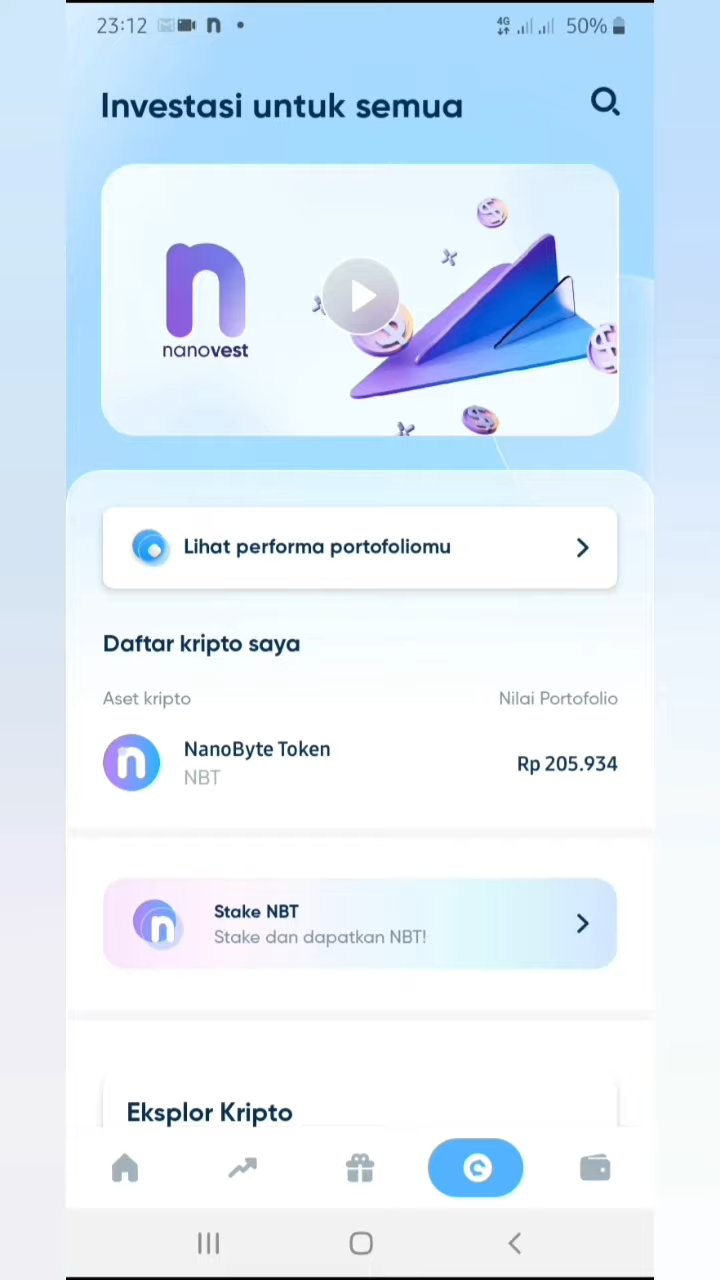 23:12
4G
50%
Investasi untuk semua
nanovest
Lihat performa portofoliomu
Daftar kripto saya
Aset kripto Nilai Portofolio
NanoByte Token
NBT
Rp 205.934
Stake NBT
Stake dan dapatkan NBT!
Eksplor Kripto